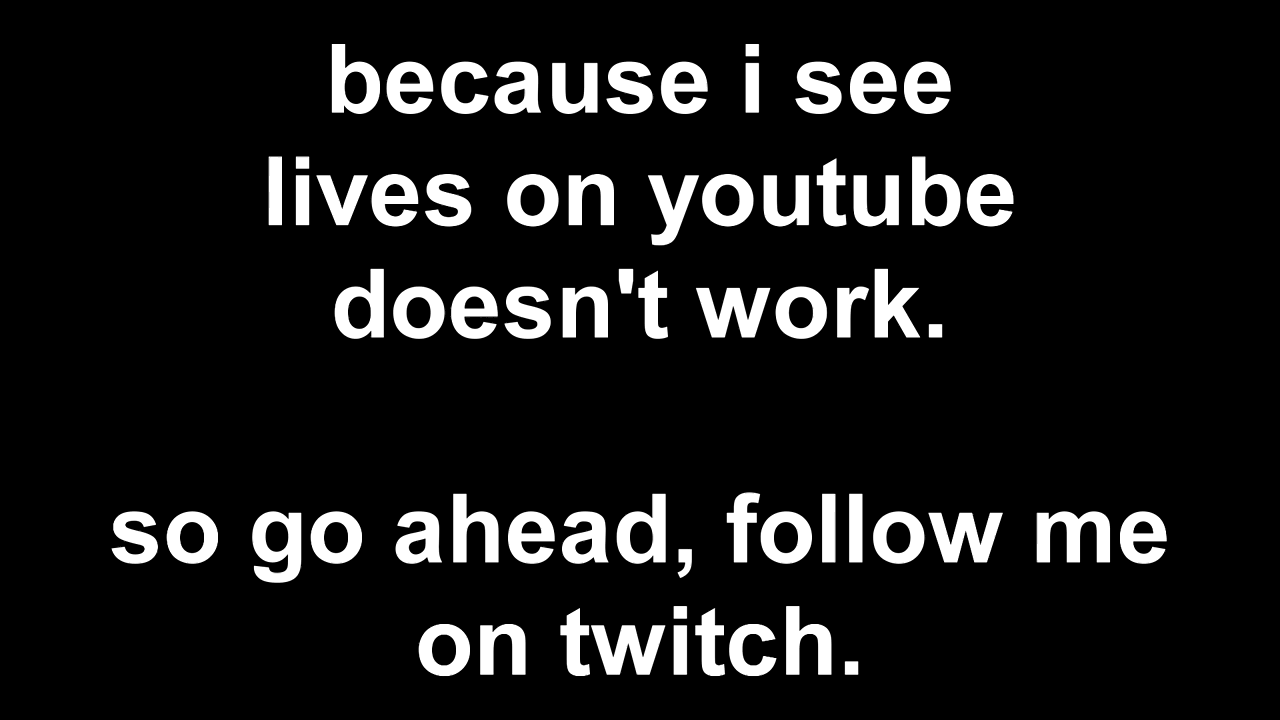 because i see
lives on youtube
doesn't work.
so go ahead, follow me
on twitch.